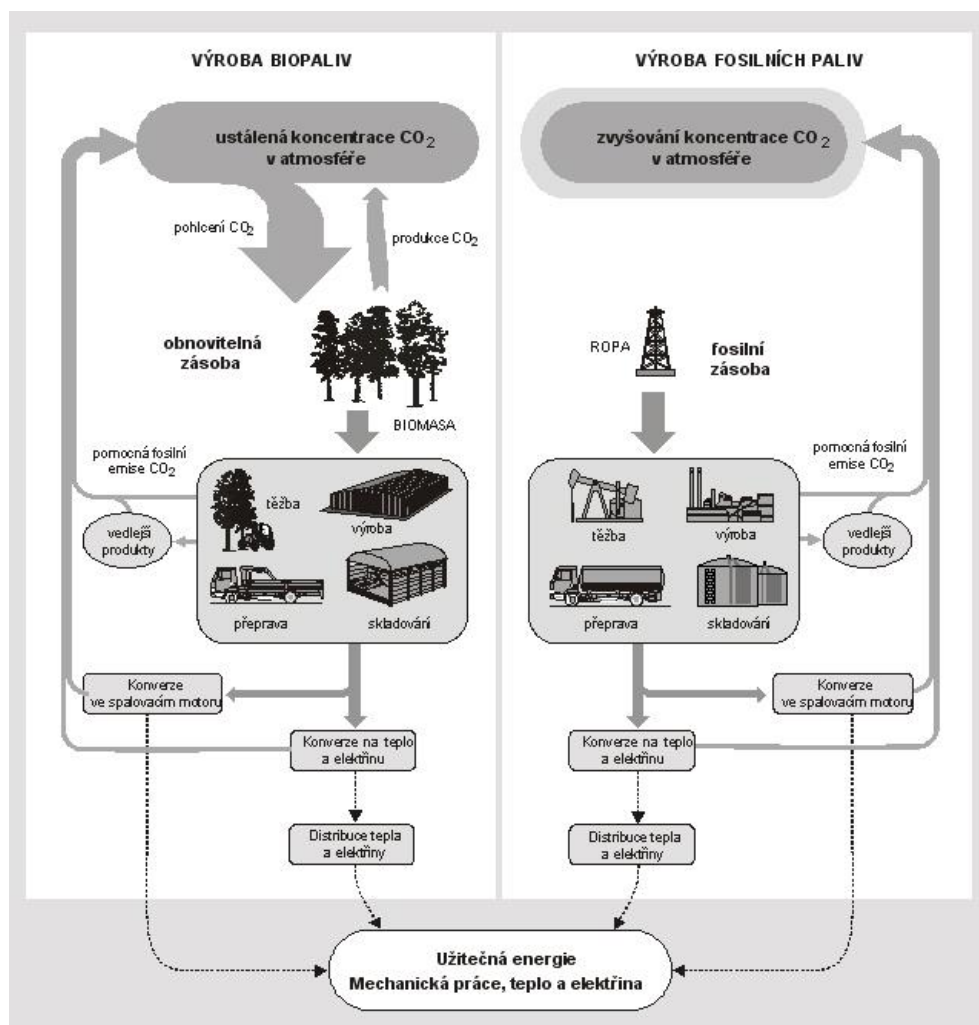 VÝROBA BIOPALIV
ustálená koncentrace CO2
v atmosféře
pohlcení CO2
produkce CO2
obnovitelná
zásoba
BIOMASA
pomocná fosilní
emise CO2
vedlejší
produkty
těžba
výroba
přeprava
skladování
Konverze
ve spalovacím motoru
Konverze na teplo
a elektřinu
Distribuce tepla
a elektřiny
VÝROBA FOSILNÍCH PALIV
zvyšování koncentrace CO2
v atmosféře
ROPA
fosilní
zásoba
pomocná fosilní
emise CO2
těžba
výroba
vedlejší
produkty
přeprava
skladování
Konverze
ve spalovacím motoru
Konverze na teplo
a elektřinu
Distribuce tepla
a elektřiny
Užitečná energie
Mechanická práce, teplo a elektřina